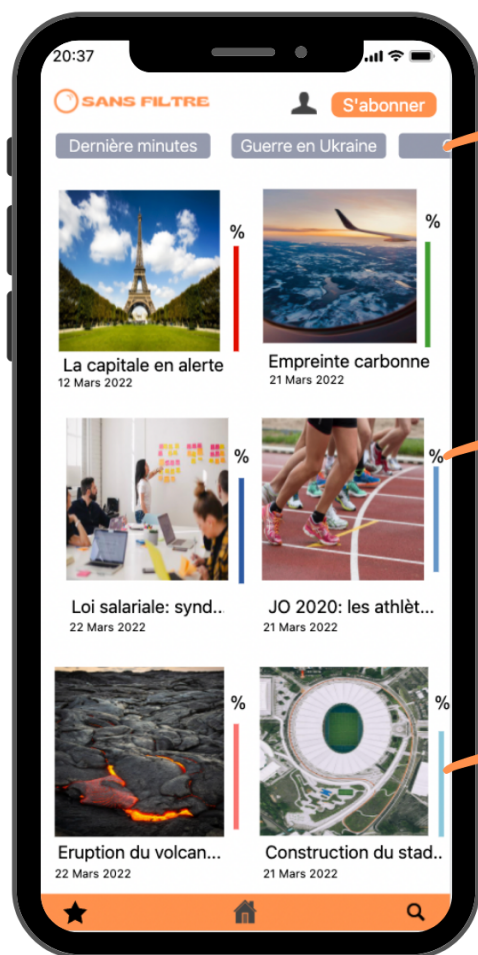 20:37
SANS FILTRE
S'abonner
Dernière minutes
Guerre en Ukraine
%
%
La capitale en alerte
12 Mars 2022
Empreinte carbonne
21 Mars 2022
%
%
Loi salariale: synd..
22 Mars 2022
JO 2020: les athlèt...
21 Mars 2022
%
%
Eruption du volcan...
22 Mars 2022
Construction du stad..
21 Mars 2022